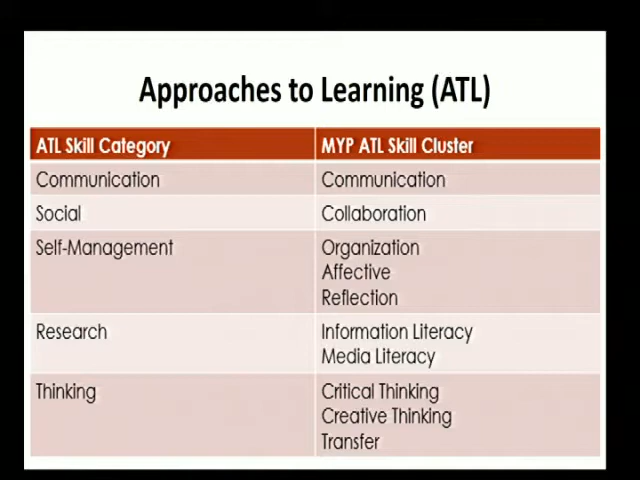 Approaches to Learning (ATL)
ATL Skill Category MYP ATL Skill Cluster
Communication Communication
Social Collaboration
Self-Management Organization
Affective
Reflection
Research Information Literacy
Media Literacy
Thinking Critical Thinking
Creative Thinking
Transfer